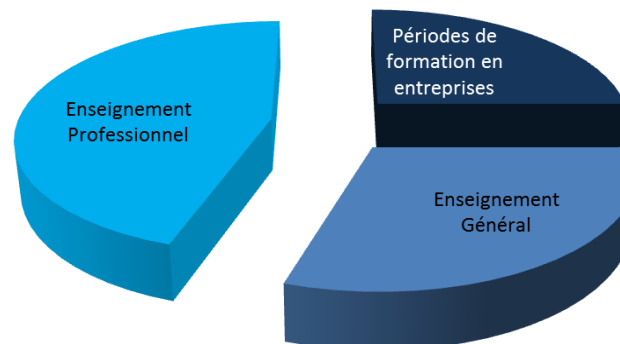 Périodes de
formation en
entreprises
Enseignement
Professionnel
Enseignement
Général